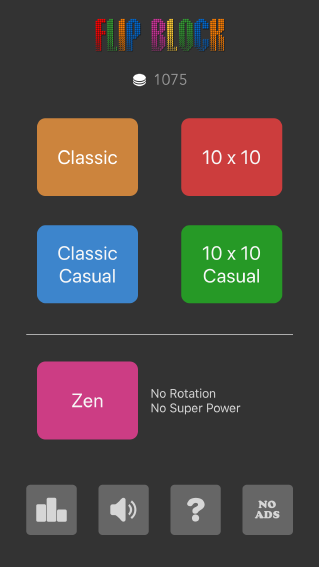 FLIP BLOCK
1075
Classic
10 x 10
Classic
Casual
10 x 10
Casual
Zen
No Rotation
No Super Power
?
NO
ADS